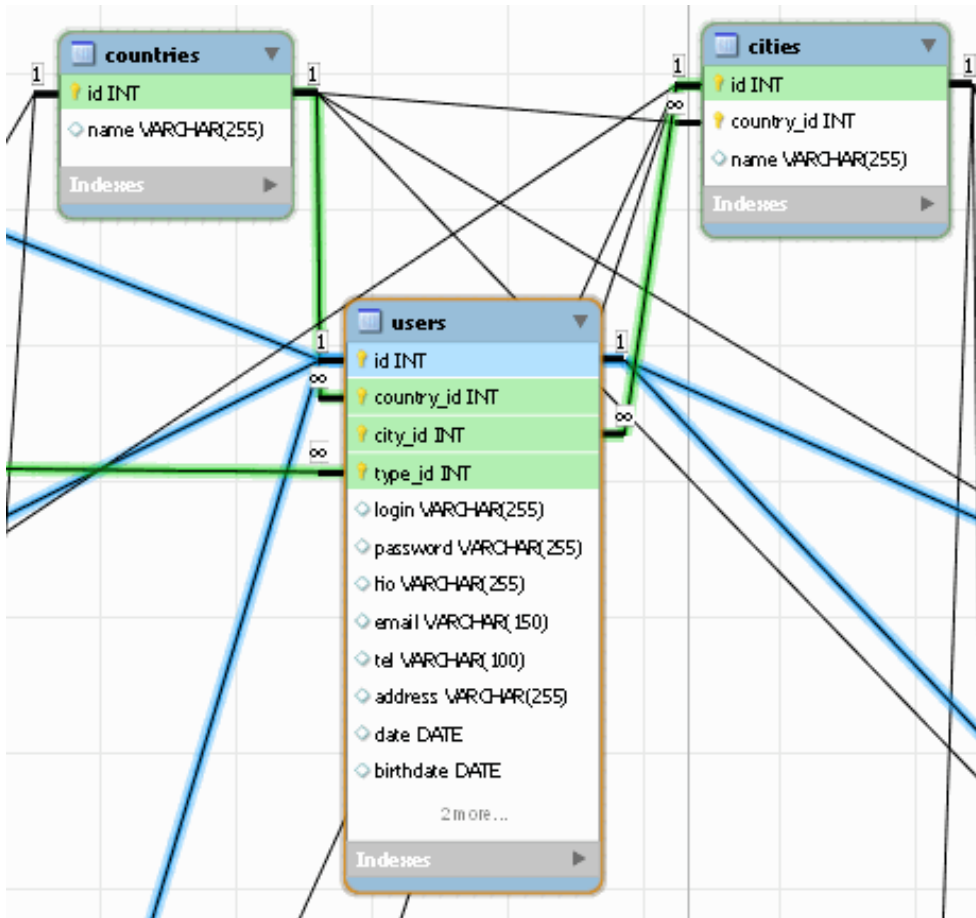 countries
1
1
id INT
name VARCHAR(255)
Indexes
cities
1
1
id INT
∞
country_id INT
name VARCHAR(255)
Indexes
users
1
1
id INT
∞
country_id INT
∞
city_id INT
∞
type_id INT
login VARCHAR(255)
password VARCHAR(255)
fio VARCHAR(255)
email VARCHAR(150)
tel VARCHAR(100)
address VARCHAR(255)
date DATE
birthdate DATE
2 more...
Indexes